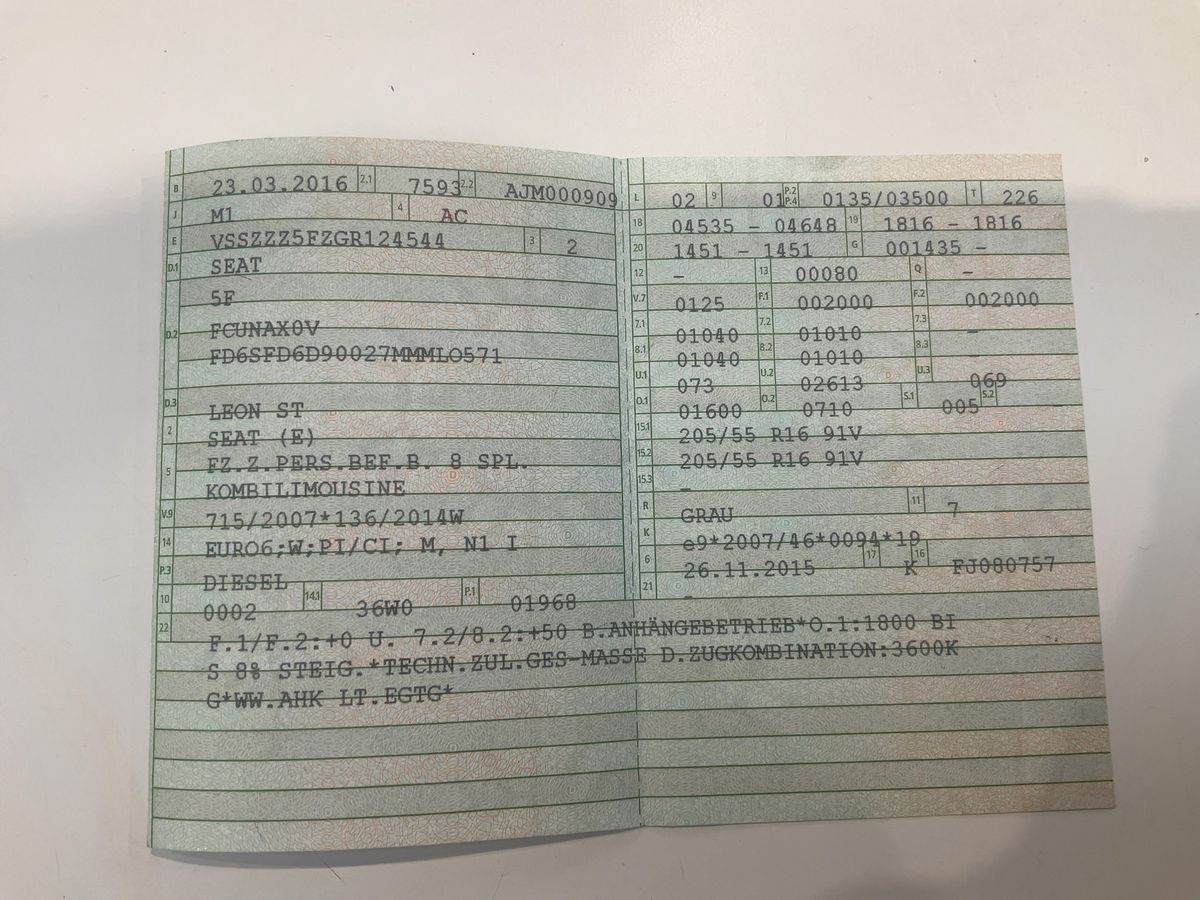 B 23.03.2016 2.1 7593 2.2 AJM000909
J M1 4 AC
E VSSZZZ5FZGR124544 3 2
D.1 SEAT
5F
D.2 FCUNAX0V
FD6SFD6D90027MMMLO571
D.3 LEON ST
2 SEAT (E)
5 FZ.Z.PERS.BEF.B. 8 SPL.
KOMBILIMOUSINE
V.9 715/2007*136/2014W
14 EURO6;W;PI/CI; M, N1 I
P.3 DIESEL
10 0002 14.1 36W0 P.1 01968
L 02 9 01 P.2 P.4 0135/03500 T 226
18 04535 - 04648 19 1816 - 1816
20 1451 - 1451 G 001435 -
12 - 13 00080 Q -
V.7 0125 F.1 002000 F.2 002000
7.1 01040 7.2 01010 7.3 -
8.1 01040 8.2 01010 8.3 -
U.1 073 U.2 02613 U.3 069
O.1 01600 O.2 0710 S.1 005 S.2 -
15.1 205/55 R16 91V
15.2 205/55 R16 91V
15.3 -
R GRAU 11 7
K e9*2007/46*0094*19
6 26.11.2015 17 K 16 FJ080757
21 -
22 F.1/F.2:+0 U. 7.2/8.2:+50 B.ANHÄNGEBETRIEB*O.1:1800 BI
S 8% STEIG.*TECHN.ZUL.GES-MASSE D.ZUGKOMBINATION:3600K
G*WW.AHK LT.EGTG*